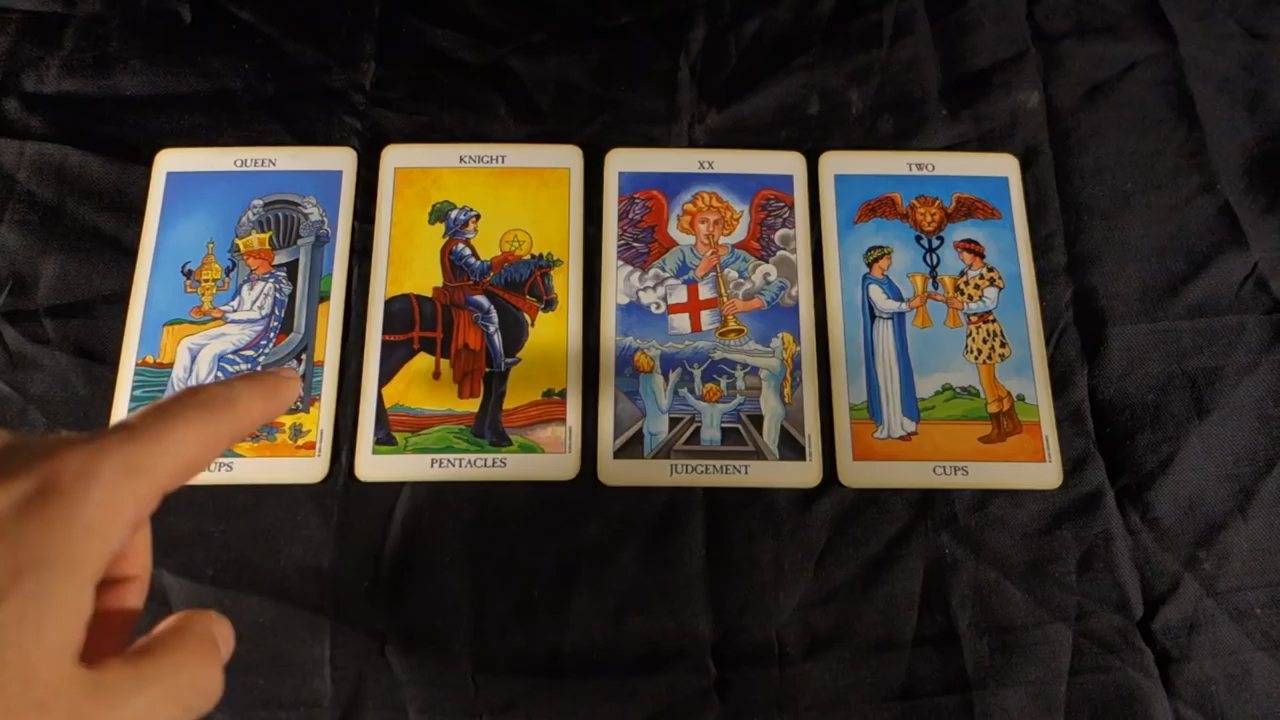 QUEEN
KNIGHT
XX
TWO
UPS
PENTACLES
JUDGEMENT
CUPS